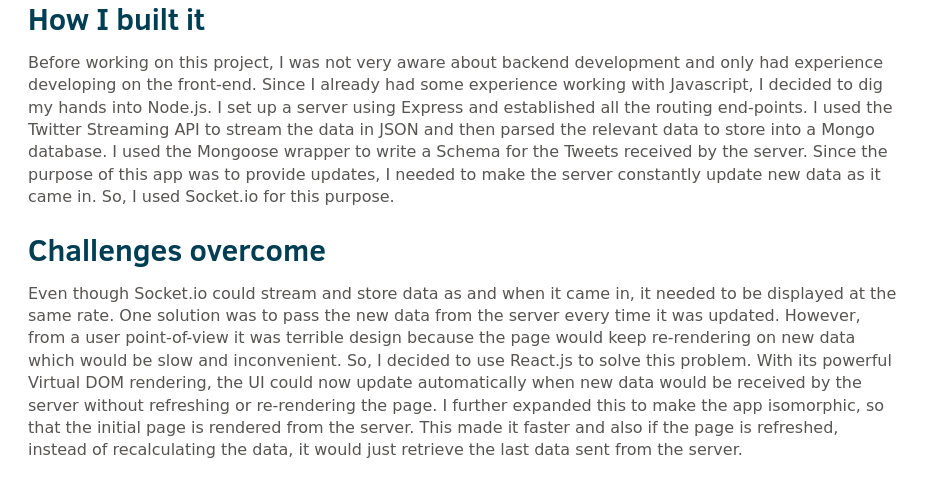 How I built it
Before working on this project, I was not very aware about backend development and only had experience
developing on the front-end. Since I already had some experience working with Javascript, I decided to dig
my hands into Node.js. I set up a server using Express and established all the routing end-points. I used the
Twitter Streaming API to stream the data in JSON and then parsed the relevant data to store into a Mongo
database. I used the Mongoose wrapper to write a Schema for the Tweets received by the server. Since the
purpose of this app was to provide updates, I needed to make the server constantly update new data as it
came in. So, I used Socket.io for this purpose.
Challenges overcome
Even though Socket.io could stream and store data as and when it came in, it needed to be displayed at the
same rate. One solution was to pass the new data from the server every time it was updated. However,
from a user point-of-view it was terrible design because the page would keep re-rendering on new data
which would be slow and inconvenient. So, I decided to use React.js to solve this problem. With its powerful
Virtual DOM rendering, the UI could now update automatically when new data would be received by the
server without refreshing or re-rendering the page. I further expanded this to make the app isomorphic, so
that the initial page is rendered from the server. This made it faster and also if the page is refreshed,
instead of recalculating the data, it would just retrieve the last data sent from the server.